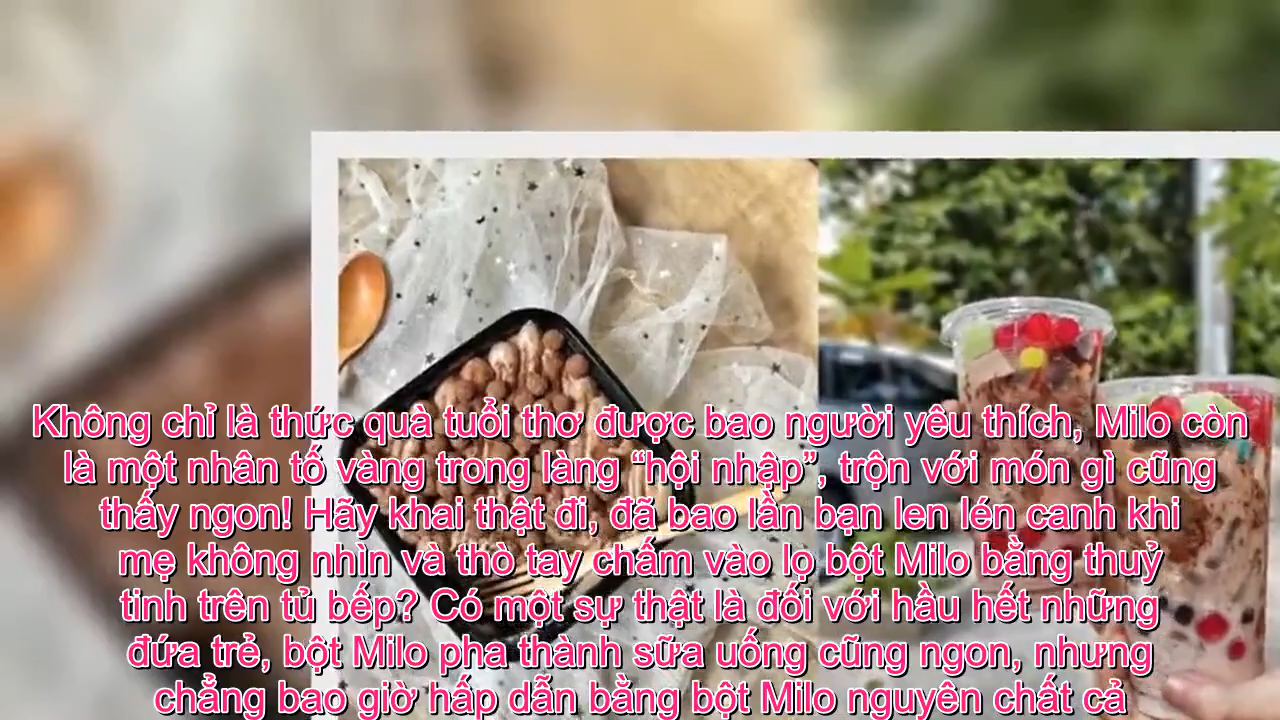 Không chỉ là thức quà tuổi thơ được bao người yêu thích, Milo còn
là một nhân tố vàng trong làng “hội nhập”, trộn với món gì cũng
thấy ngon! Hãy khai thật đi, đã bao lần bạn len lén canh khi
mẹ không nhìn và thò tay chấm vào lọ bột Milo bằng thuỷ
tinh trên tủ bếp? Có một sự thật là đối với hầu hết những
đứa trẻ, bột Milo pha thành sữa uống cũng ngon, nhưng
chẳng bao giờ hấp dẫn bằng bột Milo nguyên chất cả